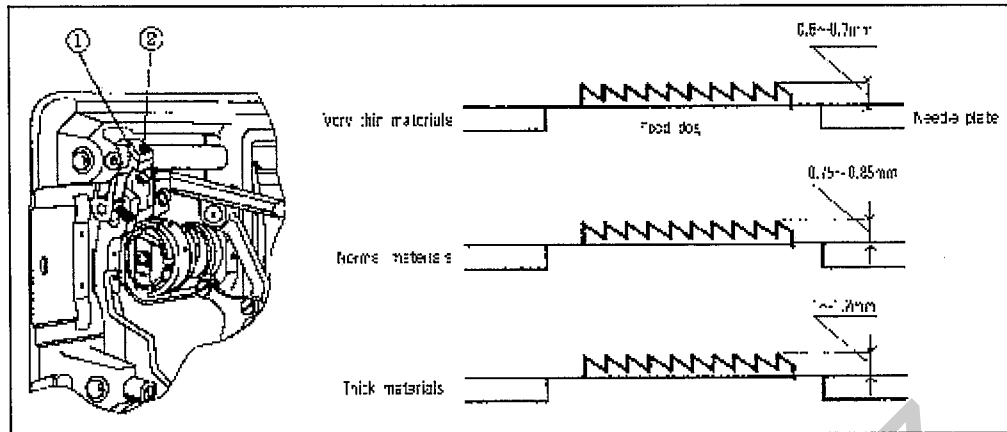 ① ②
0.6~0.7mm
Very thin materials
Feed dog
Needle plate
0.75~0.85mm
Normal materials
Thick materials